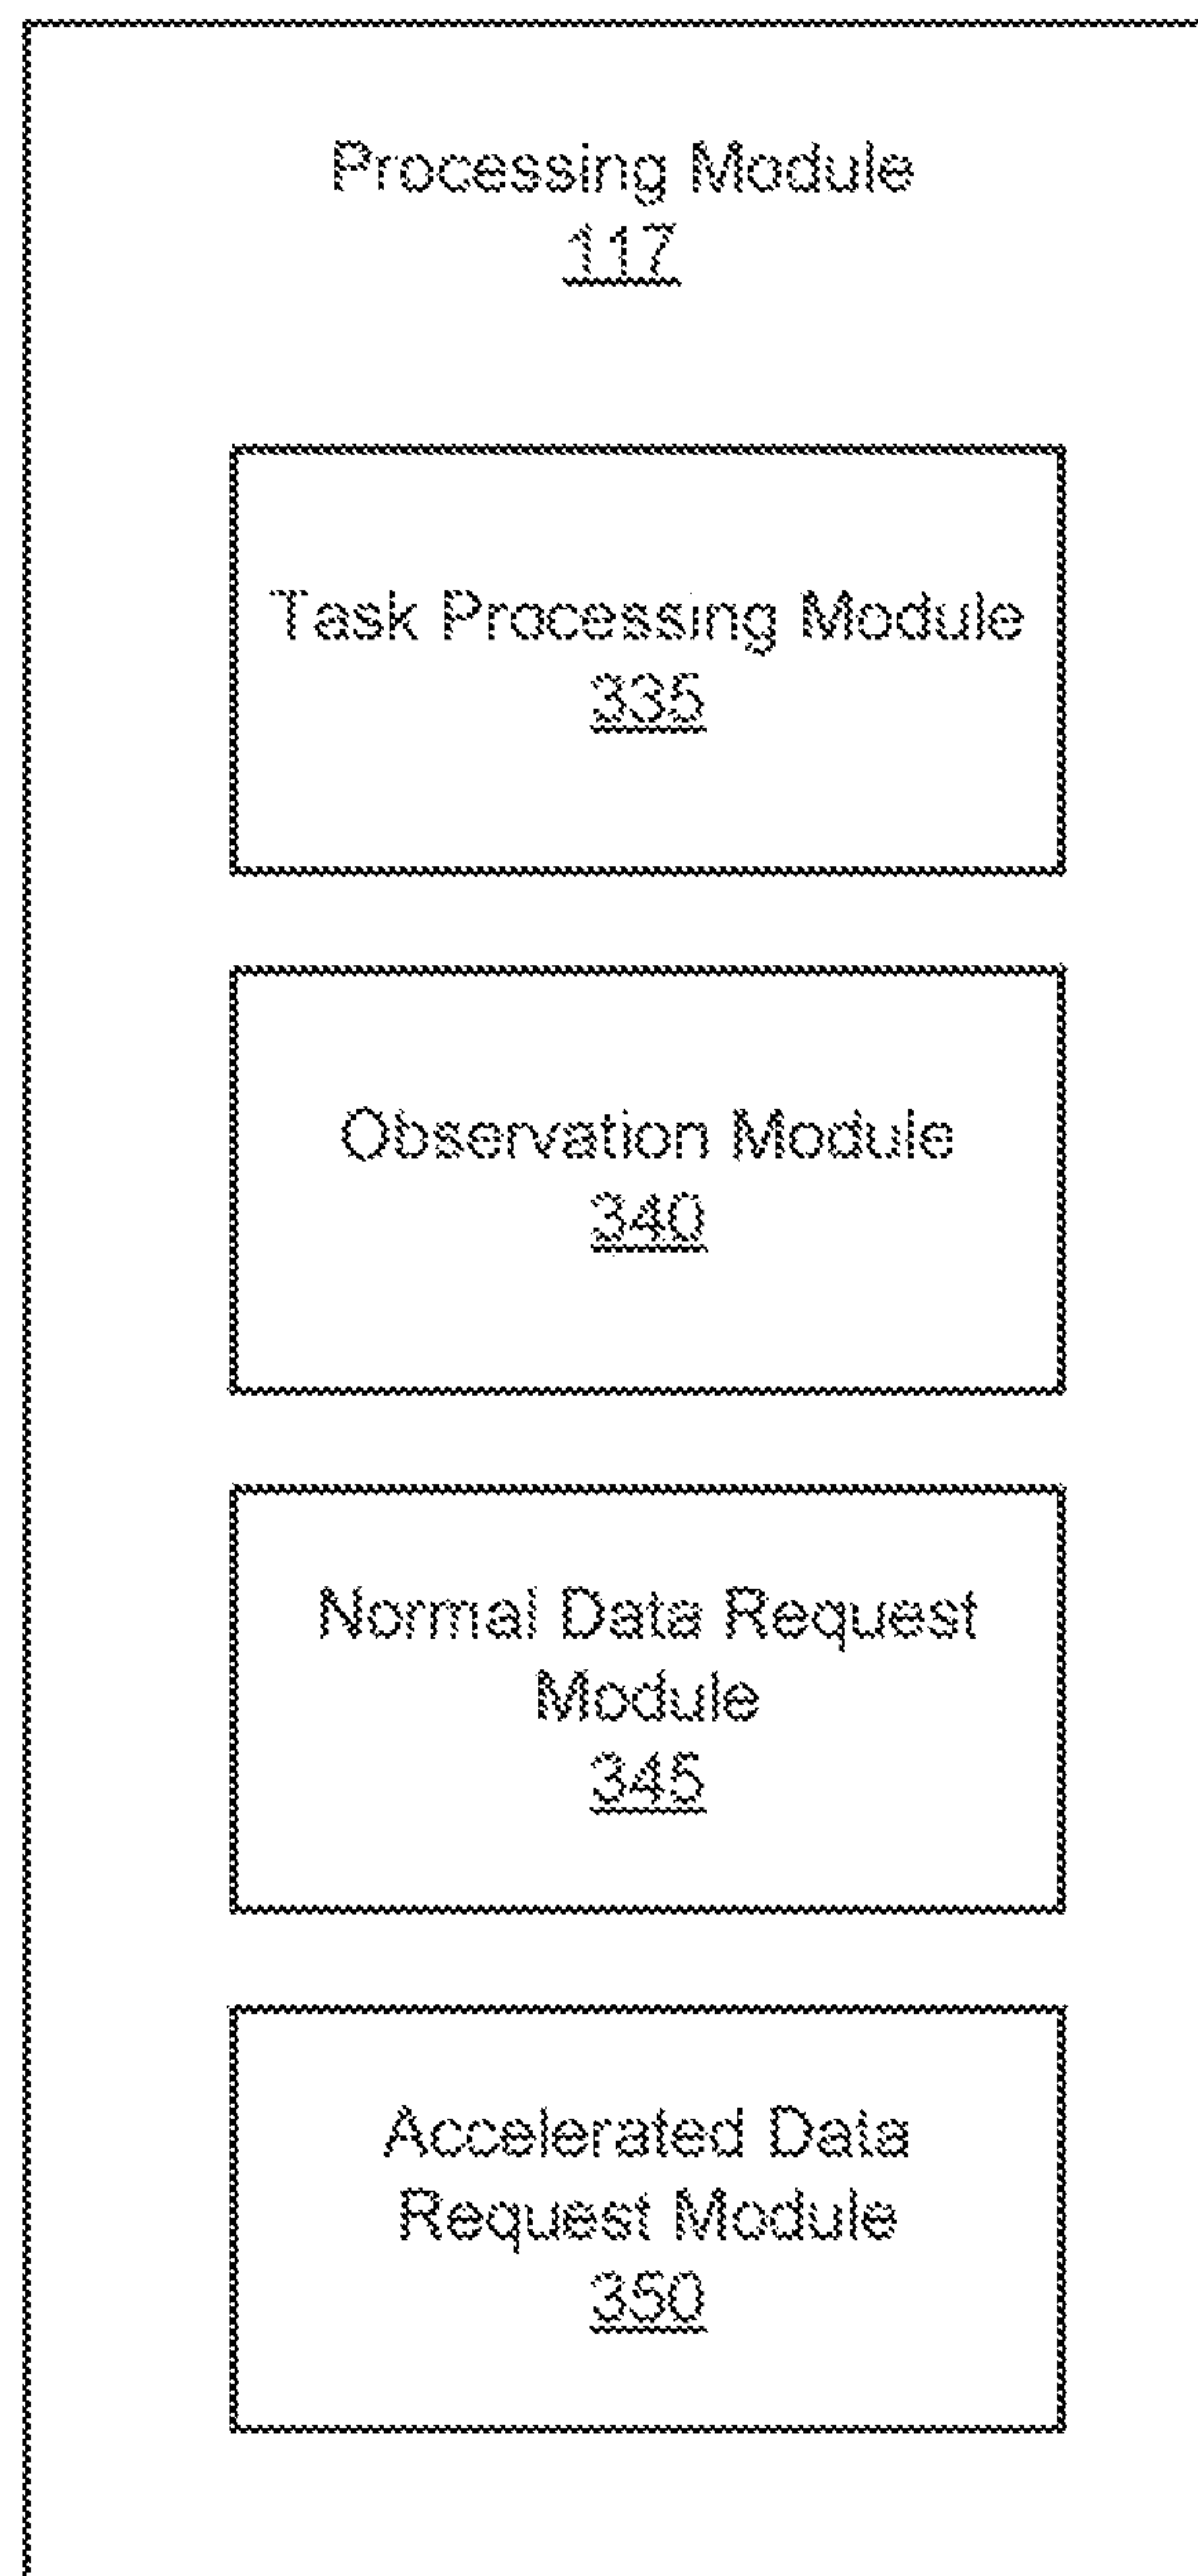 Processing Module
117
Task Processing Module
335
Observation Module
340
Normal Data Request
Module
345
Accelerated Data
Request Module
350